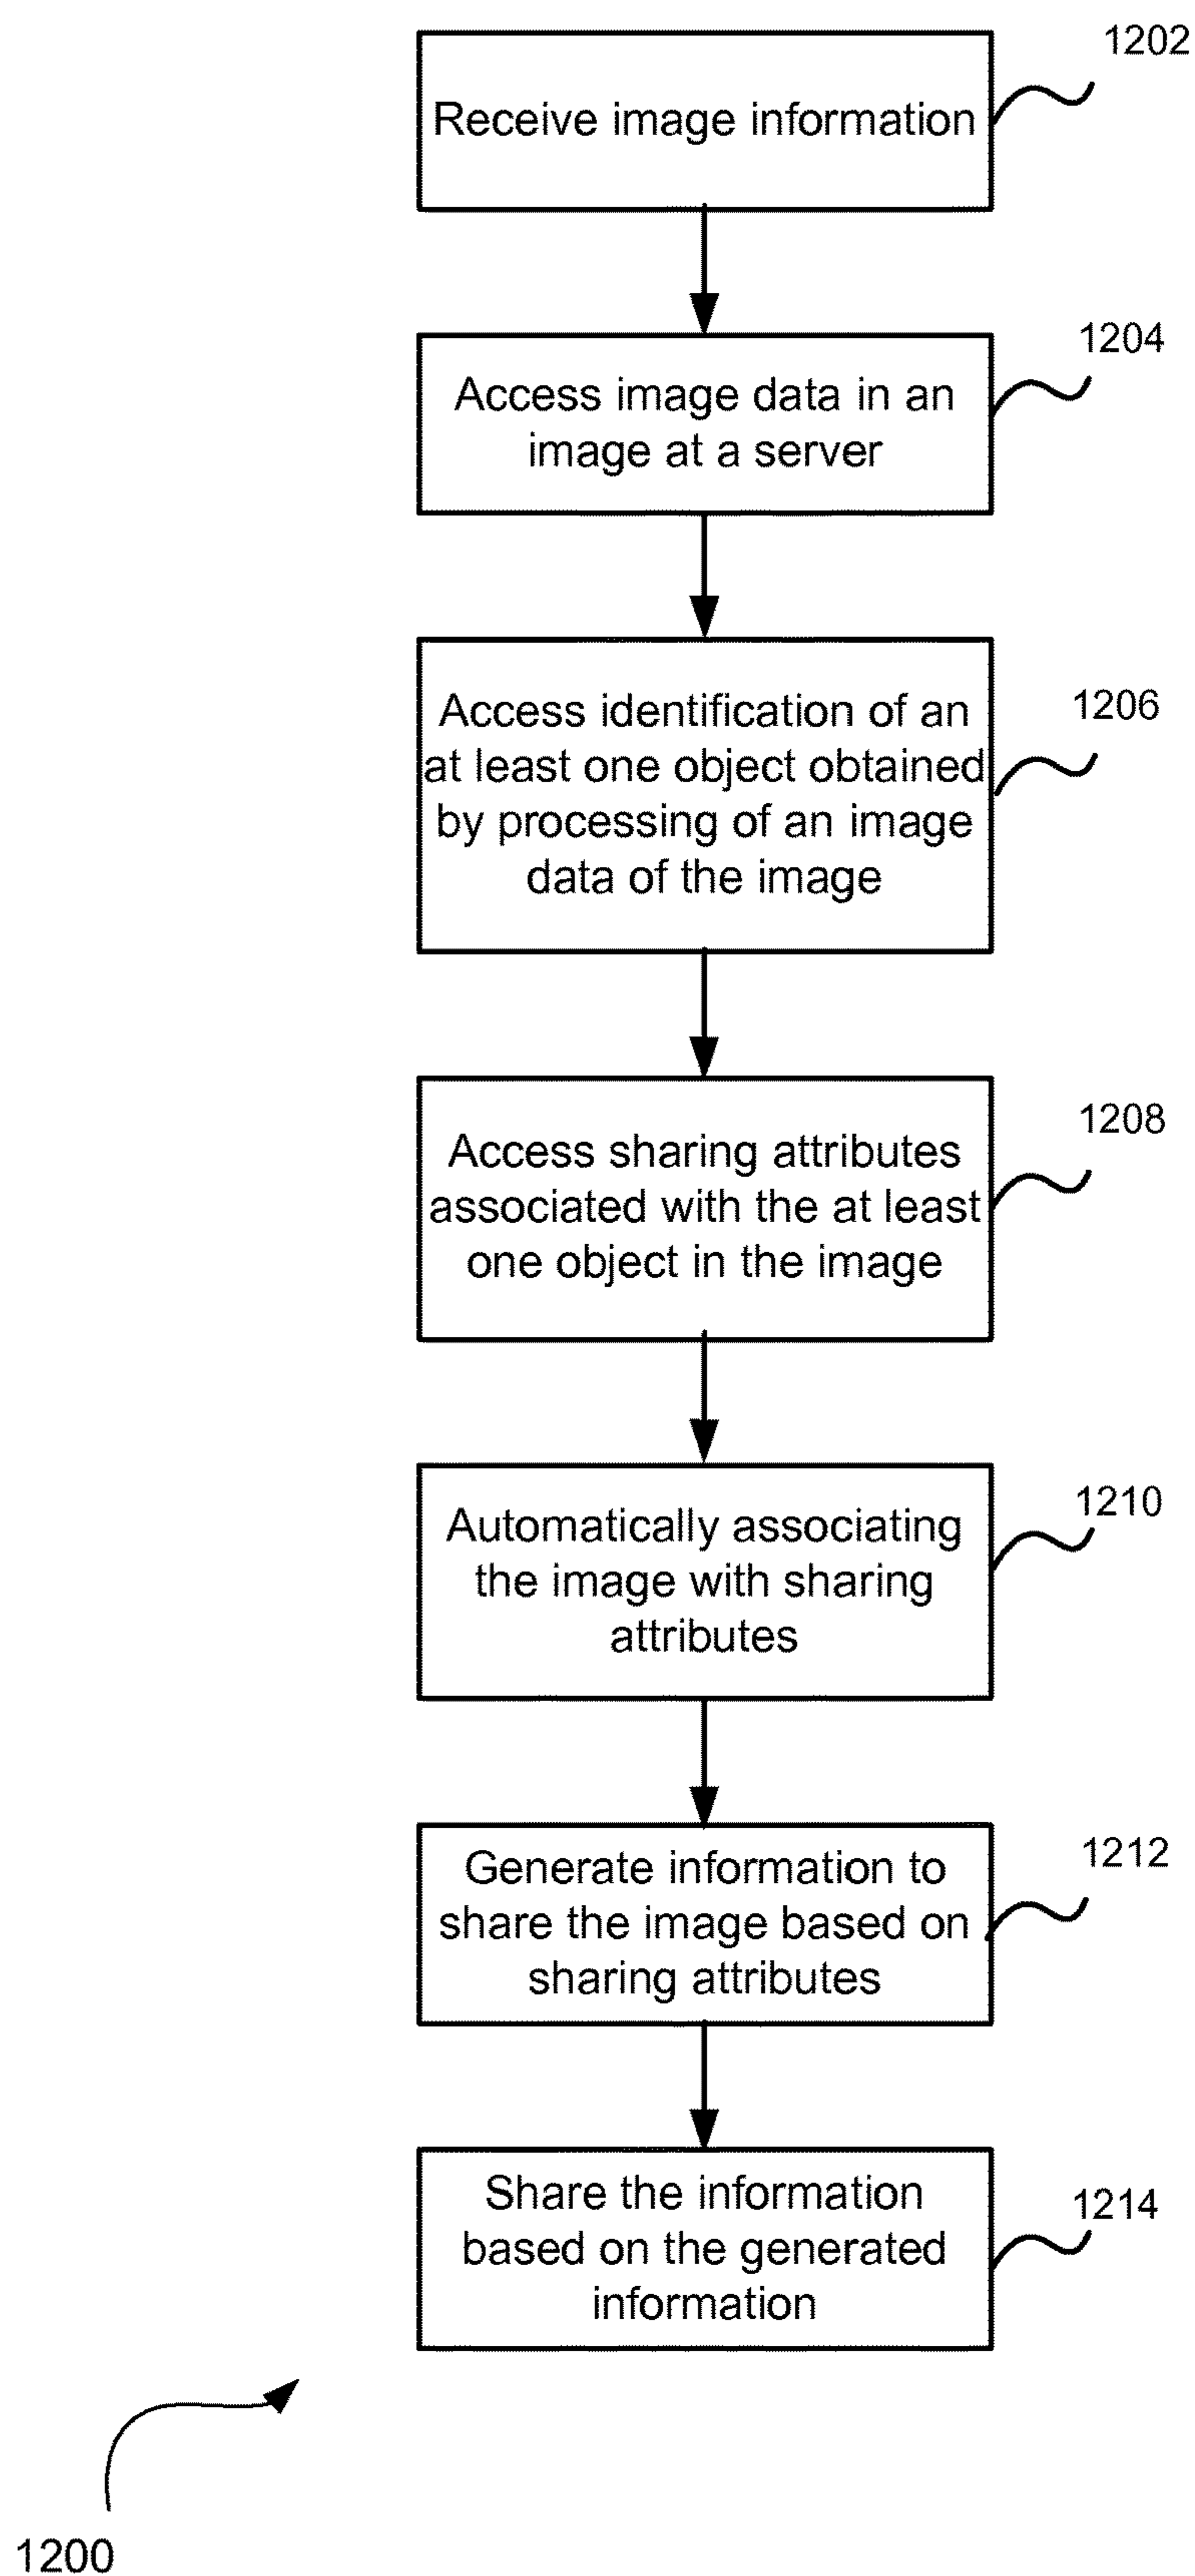 1202
Receive image information
1204
Access image data in an
image at a server
1206
Access identification of an
at least one object obtained
by processing of an image
data of the image
1208
Access sharing attributes
associated with the at least
one object in the image
1210
Automatically associating
the image with sharing
attributes
1212
Generate information to
share the image based on
sharing attributes
1214
Share the information
based on the generated
information
1200